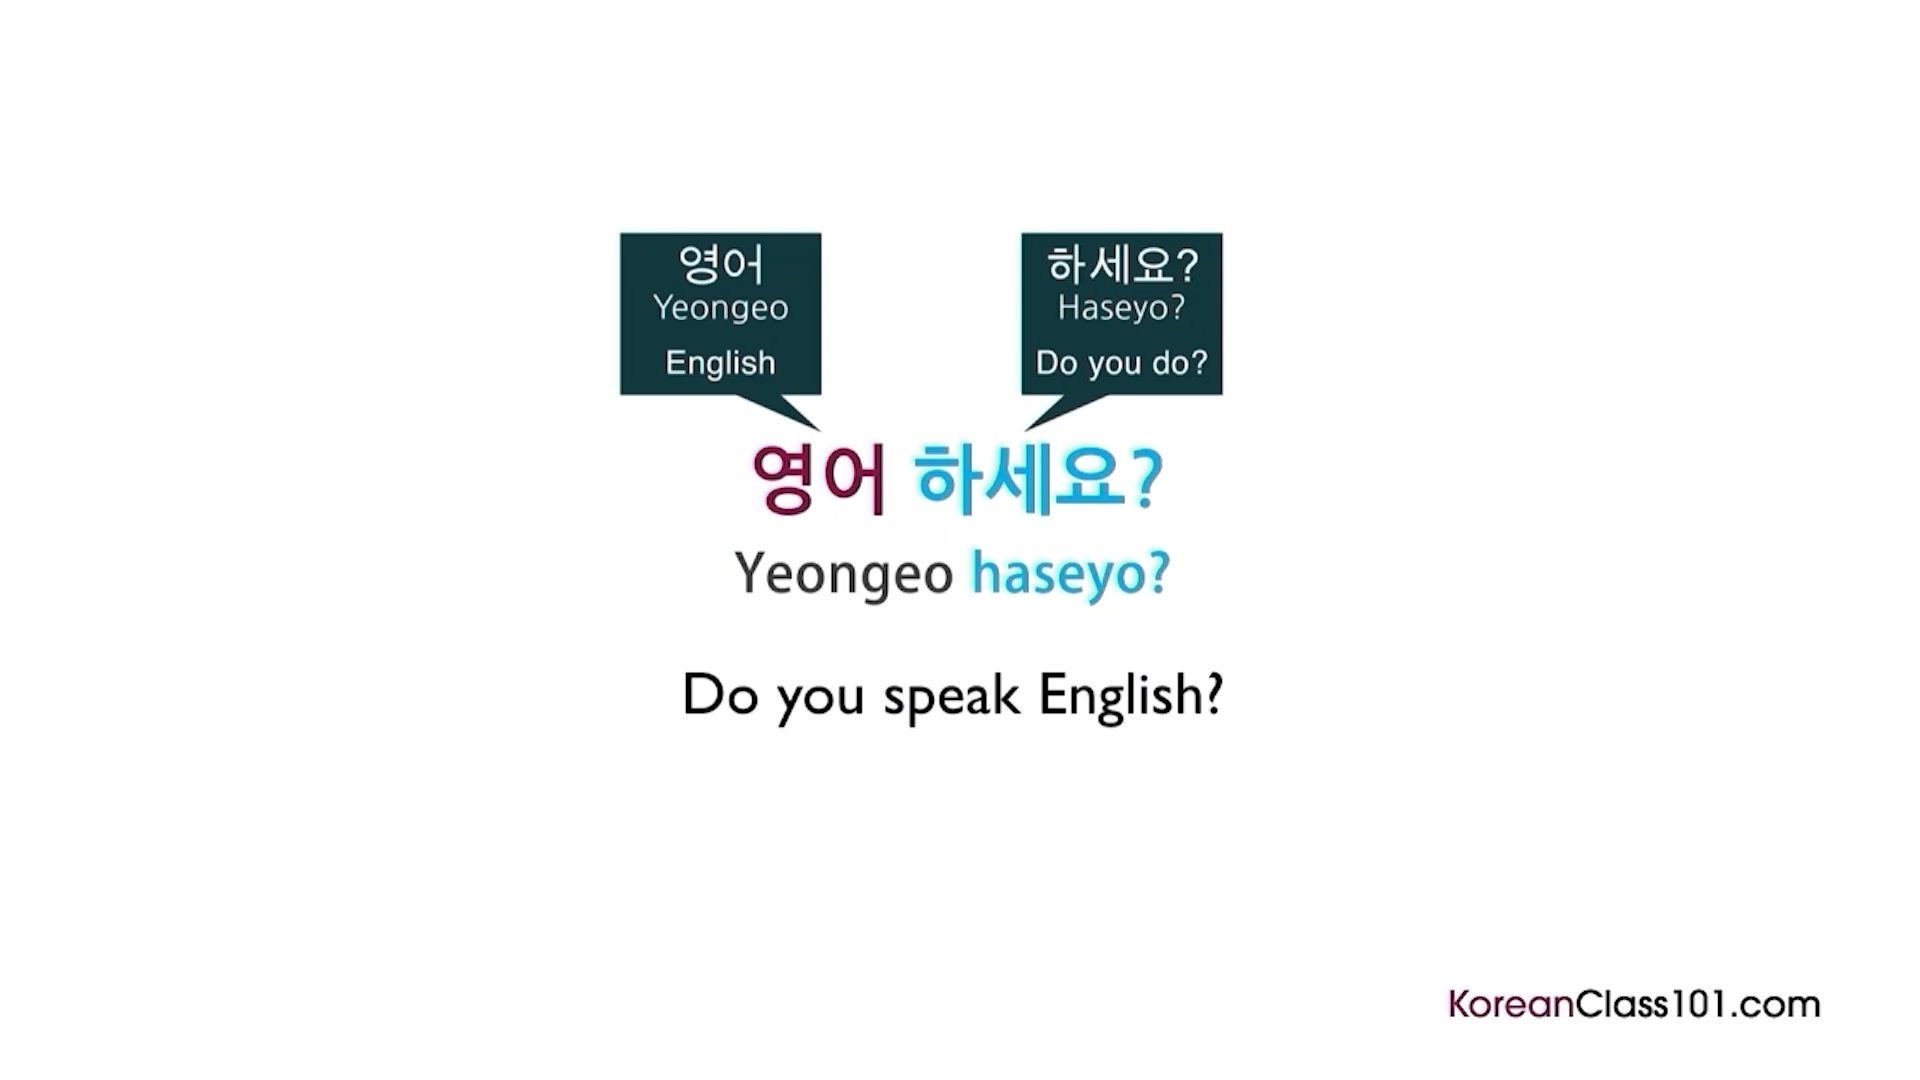 영어
Yeongeo
English
하세요?
Haseyo?
Do you do?
영어 하세요?
Yeongeo haseyo?
Do you speak English?
KoreanClass101.com